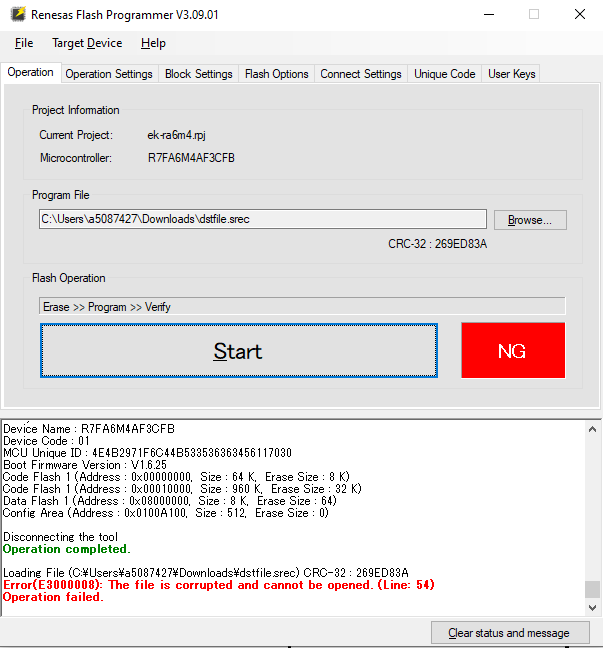 Renesas Flash Programmer V3.09.01
File Target Device Help
Operation Operation Settings Block Settings Flash Options Connect Settings Unique Code User Keys
Project Information
Current Project: ek-ra6m4.rpj
Microcontroller: R7FA6M4AF3CFB
Program File
C:\Users\a5087427\Downloads\dstfile.srec Browse...
CRC-32 : 269ED83A
Flash Operation
Erase >> Program >> Verify
Start NG
Device Name : R7FA6M4AF3CFB
Device Code : 01
MCU Unique ID : 4E4B2971F6C44B533536363456117030
Boot Firmware Version : V1.6.25
Code Flash 1 (Address : 0x00000000, Size : 64 K, Erase Size : 8 K)
Code Flash 1 (Address : 0x00010000, Size : 960 K, Erase Size : 32 K)
Data Flash 1 (Address : 0x08000000, Size : 8 K, Erase Size : 64)
Config Area (Address : 0x0100A100, Size : 512, Erase Size : 0)
Disconnecting the tool
Operation completed.
Loading File (C:¥Users¥a5087427¥Downloads¥dstfile.srec) CRC-32 : 269ED83A
Error(E3000008): The file is corrupted and cannot be opened. (Line: 54)
Operation failed.
Clear status and message